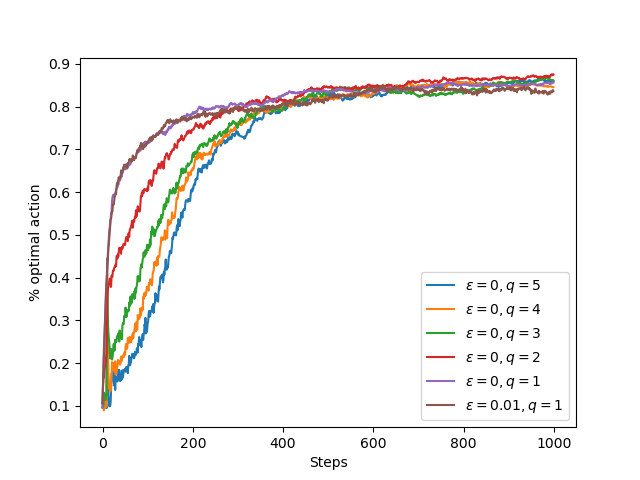 0.9
0.8
0.7
0.6
0.5
0.4
0.3
0.2
0.1
% optimal action
ε = 0, q = 5
ε = 0, q = 4
ε = 0, q = 3
ε = 0, q = 2
ε = 0, q = 1
ε = 0.01, q = 1
0 200 400 600 800 1000
Steps